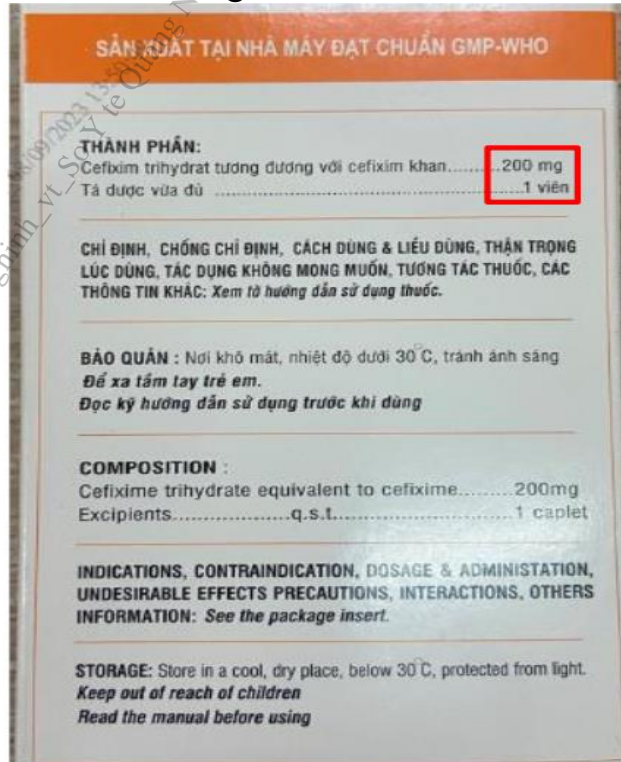 SẢN XUẤT TẠI NHÀ MÁY ĐẠT CHUẨN GMP-WHO
THÀNH PHẦN:
Cefixim trihydrat tương đương với cefixim khan..........200 mg
Tá dược vừa đủ ......................................................1 viên
CHỈ ĐỊNH, CHỐNG CHỈ ĐỊNH, CÁCH DÙNG & LIỀU DÙNG, THẬN TRỌNG
LÚC DÙNG, TÁC DỤNG KHÔNG MONG MUỐN, TƯƠNG TÁC THUỐC, CÁC
THÔNG TIN KHÁC: Xem tờ hướng dẫn sử dụng thuốc.
BẢO QUẢN : Nơi khô mát, nhiệt độ dưới 30°C, tránh ánh sáng
Để xa tầm tay trẻ em.
Đọc kỹ hướng dẫn sử dụng trước khi dùng
COMPOSITION :
Cefixime trihydrate equivalent to cefixime.........200mg
Excipients...................q.s.t............................1 caplet
INDICATIONS, CONTRAINDICATION, DOSAGE & ADMINISTATION,
UNDESIRABLE EFFECTS PRECAUTIONS, INTERACTIONS, OTHERS
INFORMATION: See the package insert.
STORAGE: Store in a cool, dry place, below 30°C, protected from light.
Keep out of reach of children
Read the manual before using